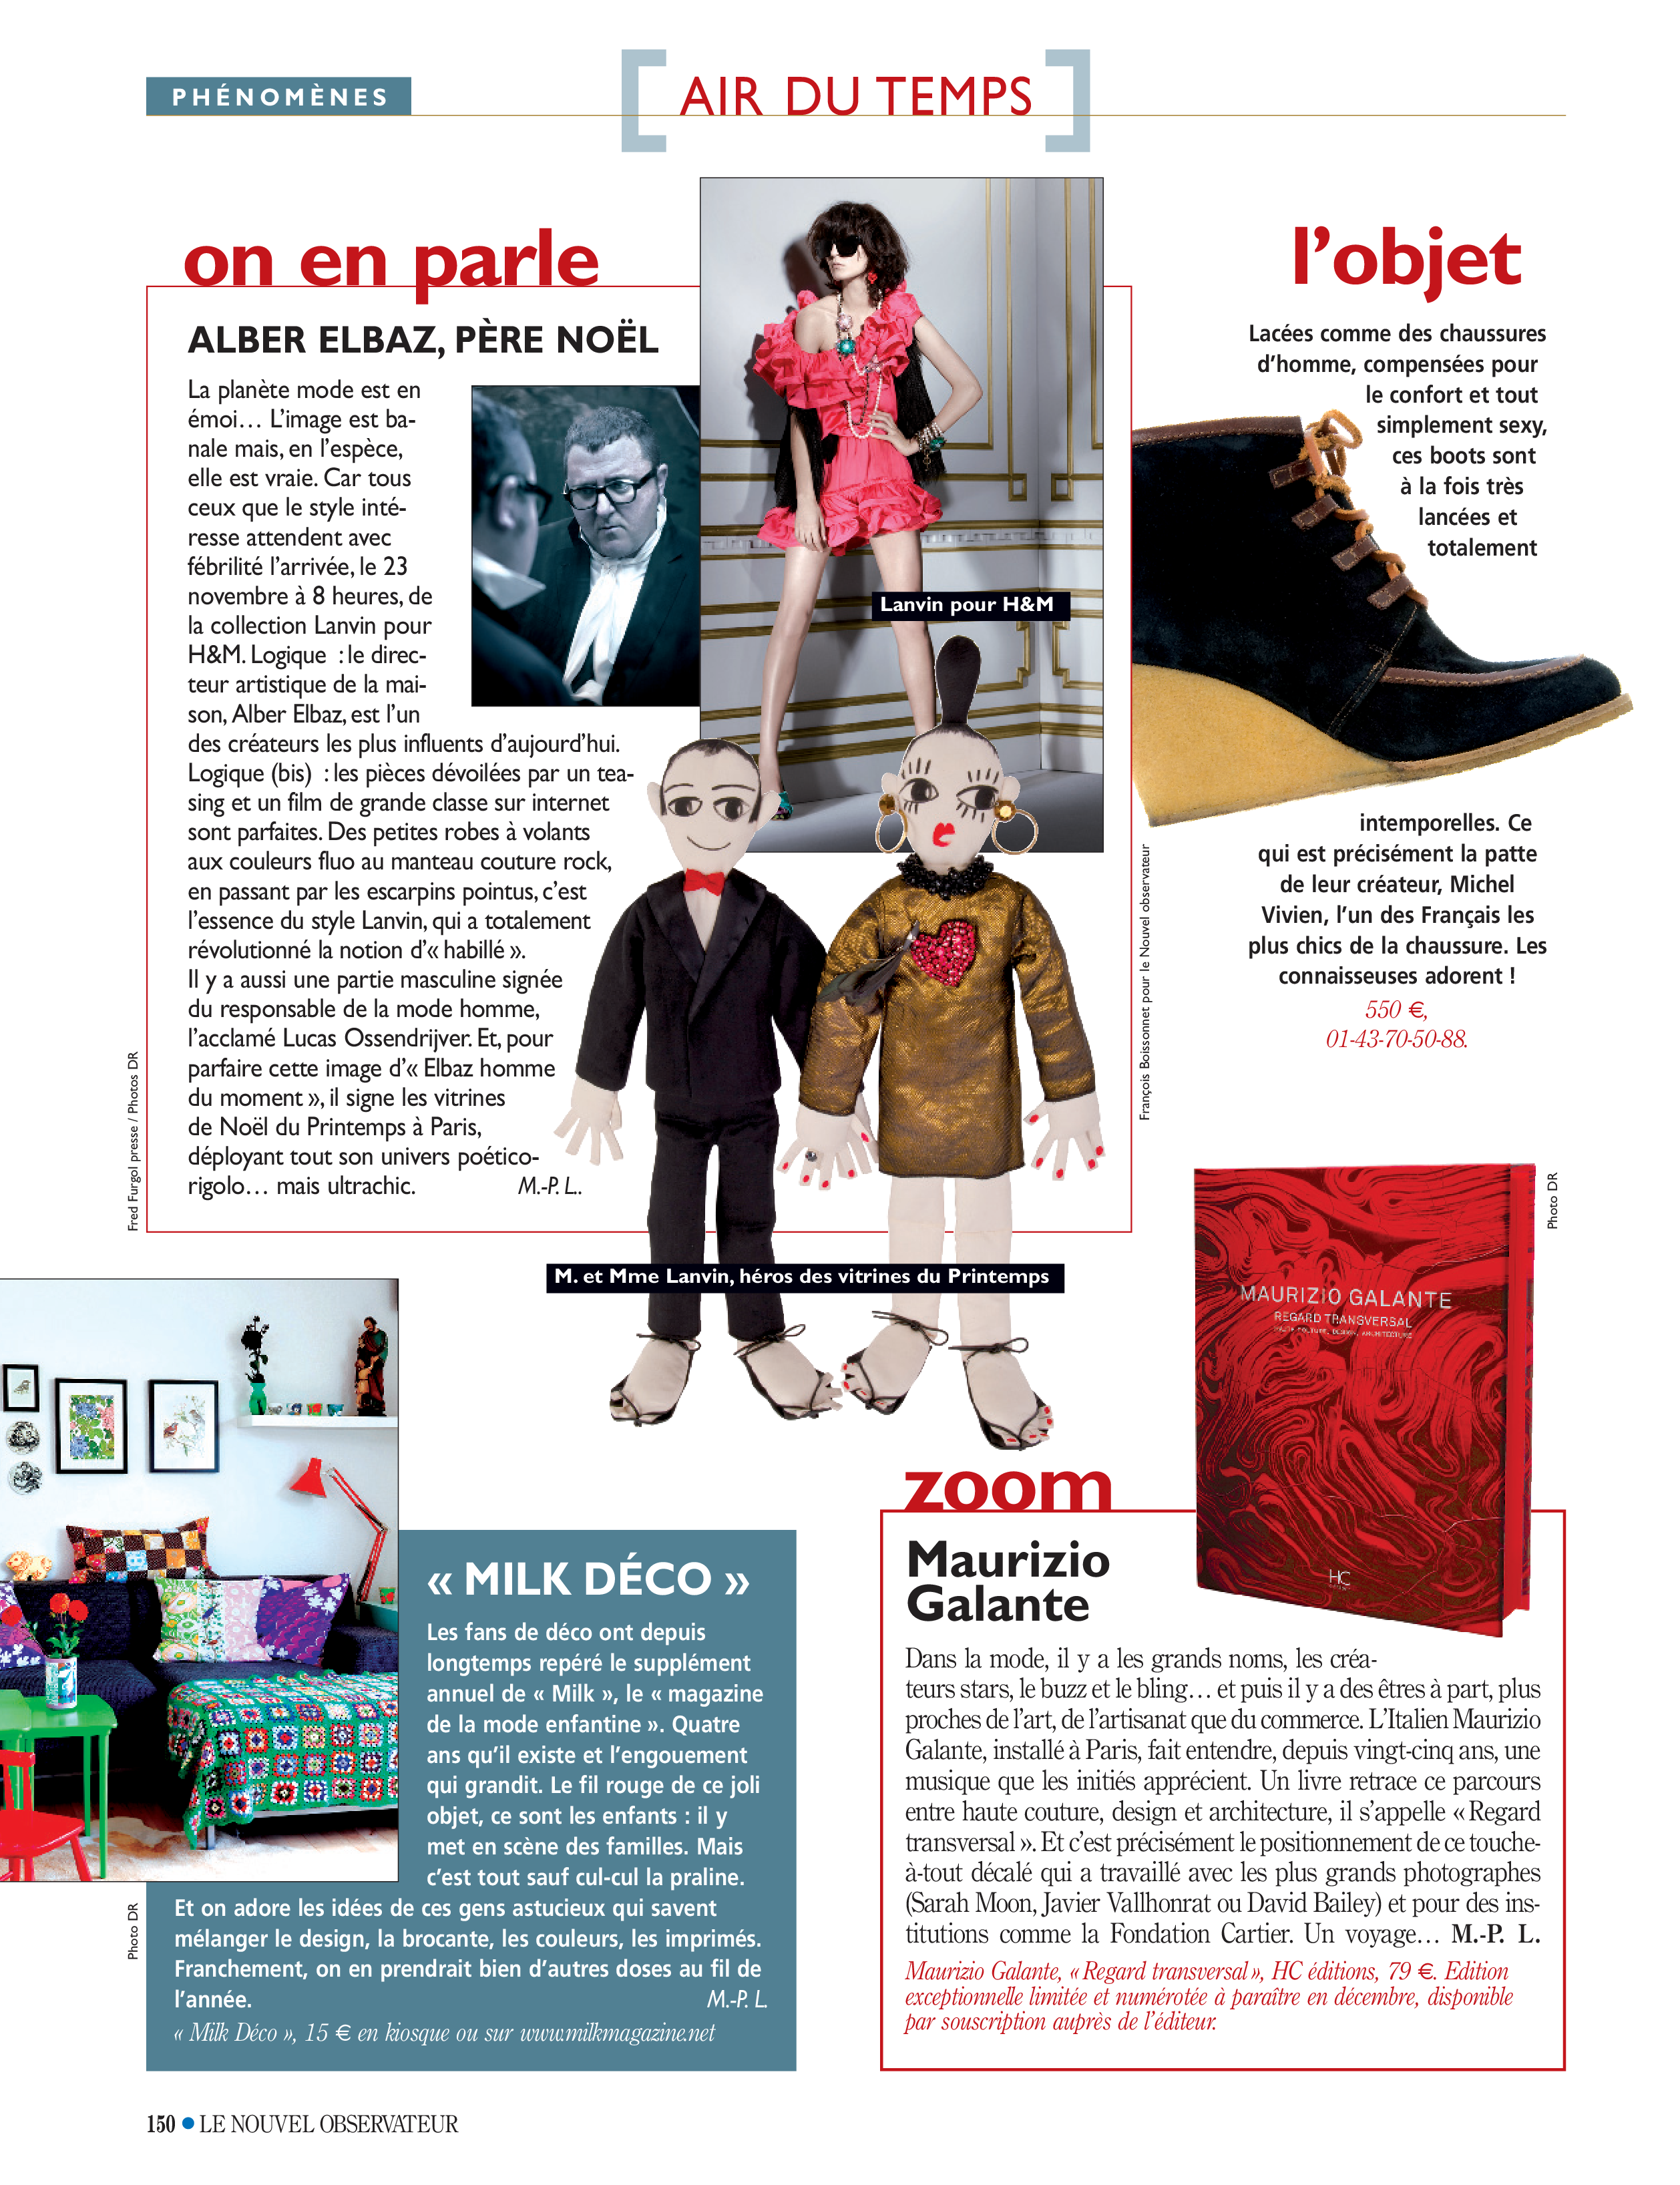 PHÉNOMÈNES
AIR DU TEMPS
on en parle
ALBER ELBAZ, PÈRE NOËL
La planète mode est en
émoi… L’image est ba-
nale mais, en l’espèce,
elle est vraie. Car tous
ceux que le style inté-
resse attendent avec
fébrilité l’arrivée, le 23
novembre à 8 heures, de
la collection Lanvin pour
H&M. Logique : le direc-
teur artistique de la mai-
son, Alber Elbaz, est l’un
des créateurs les plus influents d’aujourd’hui.
Logique (bis) : les pièces dévoilées par un tea-
sing et un film de grande classe sur internet
sont parfaites. Des petites robes à volants
aux couleurs fluo au manteau couture rock,
en passant par les escarpins pointus, c’est
l’essence du style Lanvin, qui a totalement
révolutionné la notion d’« habillé ».
Il y a aussi une partie masculine signée
du responsable de la mode homme,
l’acclamé Lucas Ossendrijver. Et, pour
parfaire cette image d’« Elbaz homme
du moment », il signe les vitrines
de Noël du Printemps à Paris,
déployant tout son univers poético-
rigolo… mais ultrachic. M.-P. L..
Fred Furgol presse / Photos DR
Lanvin pour H&M
M. et Mme Lanvin, héros des vitrines du Printemps
François Boissonnet pour le Nouvel observateur
l’objet
Lacées comme des chaussures
d’homme, compensées pour
le confort et tout
simplement sexy,
ces boots sont
à la fois très
lancées et
totalement
intemporelles. Ce
qui est précisément la patte
de leur créateur, Michel
Vivien, l’un des Français les
plus chics de la chaussure. Les
connaisseuses adorent !
550 €,
01-43-70-50-88.
« MILK DÉCO »
Les fans de déco ont depuis
longtemps repéré le supplément
annuel de « Milk », le « magazine
de la mode enfantine ». Quatre
ans qu’il existe et l’engouement
qui grandit. Le fil rouge de ce joli
objet, ce sont les enfants : il y
met en scène des familles. Mais
c’est tout sauf cul-cul la praline.
Et on adore les idées de ces gens astucieux qui savent
mélanger le design, la brocante, les couleurs, les imprimés.
Franchement, on en prendrait bien d’autres doses au fil de
l’année. M.-P. L.
« Milk Déco », 15 € en kiosque ou sur www.milkmagazine.net
Photo DR
zoom
Maurizio
Galante
Dans la mode, il y a les grands noms, les créa-
teurs stars, le buzz et le bling… et puis il y a des êtres à part, plus
proches de l’art, de l’artisanat que du commerce. L’Italien Maurizio
Galante, installé à Paris, fait entendre, depuis vingt-cinq ans, une
musique que les initiés apprécient. Un livre retrace ce parcours
entre haute couture, design et architecture, il s’appelle « Regard
transversal ». Et c’est précisément le positionnement de ce touche-
à-tout décalé qui a travaillé avec les plus grands photographes
(Sarah Moon, Javier Vallhonrat ou David Bailey) et pour des ins-
titutions comme la Fondation Cartier. Un voyage… M.-P. L.
Maurizio Galante, « Regard transversal », HC éditions, 79 €. Edition
exceptionnelle limitée et numérotée à paraître en décembre, disponible
par souscription auprès de l’éditeur.
MAURIZIO GALANTE
REGARD TRANSVERSAL
HAUTE COUTURE, DESIGN, ARCHITECTURE
HC
Photo DR
150 • LE NOUVEL OBSERVATEUR